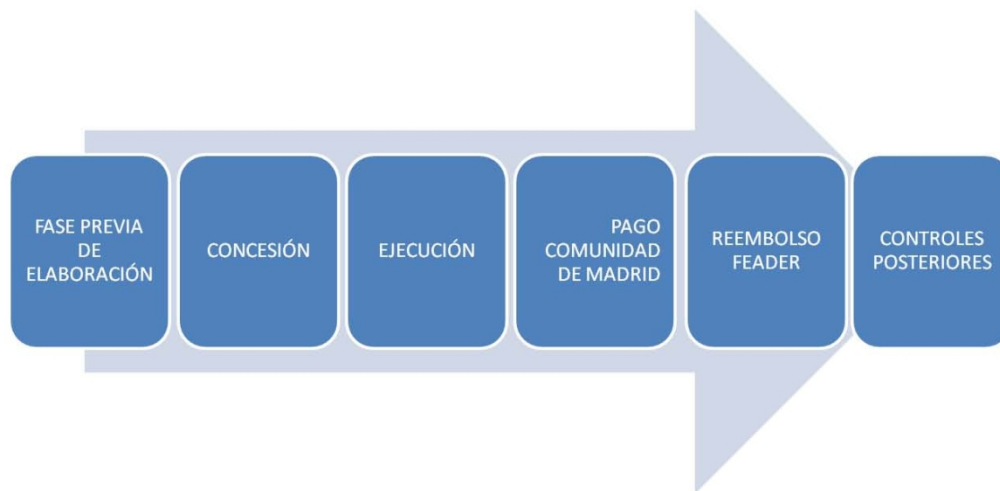 FASE PREVIA
DE
ELABORACIÓN
CONCESIÓN
EJECUCIÓN
PAGO
COMUNIDAD
DE MADRID
REEMBOLSO
FEADER
CONTROLES
POSTERIORES